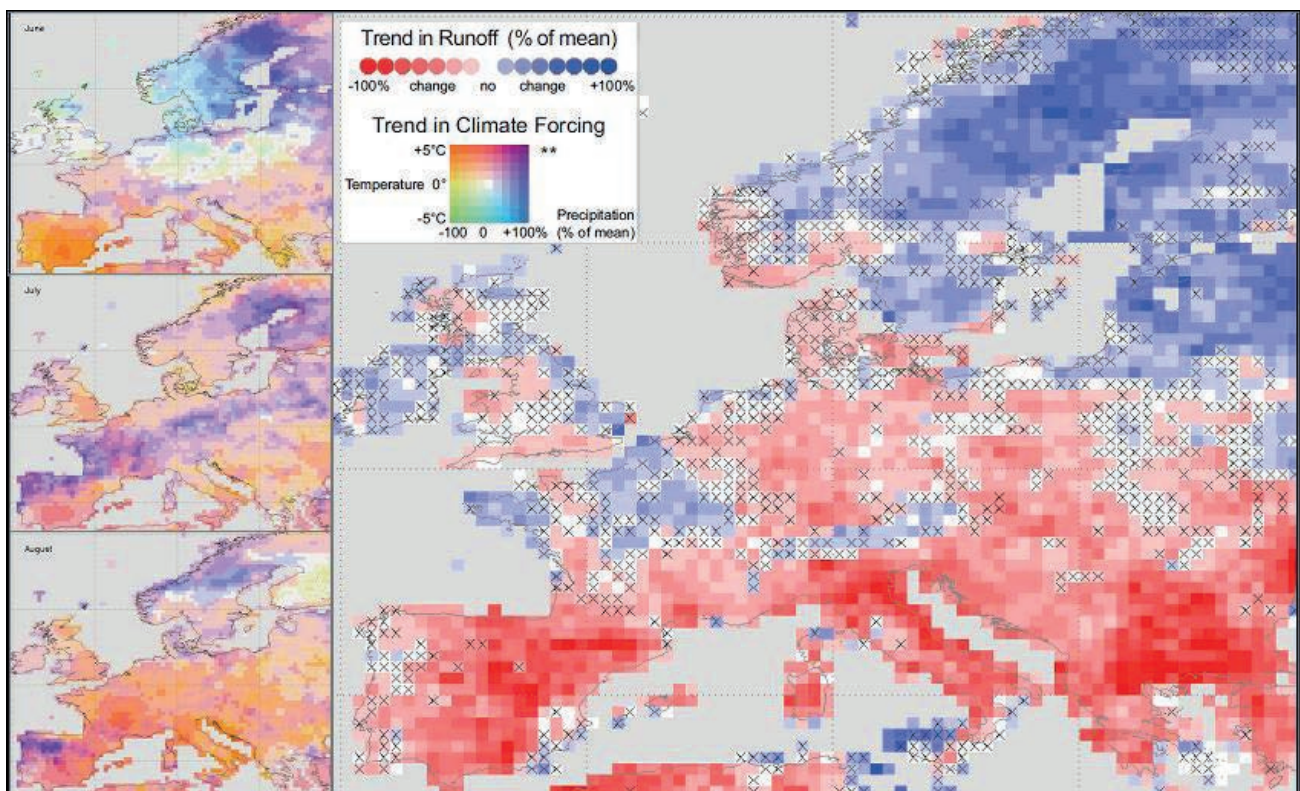 June
July
August
Trend in Runoff (% of mean)
-100% change no change +100%
Trend in Climate Forcing
+5°C
**
Temperature 0°
-5°C
Precipitation
-100 0 +100% (% of mean)